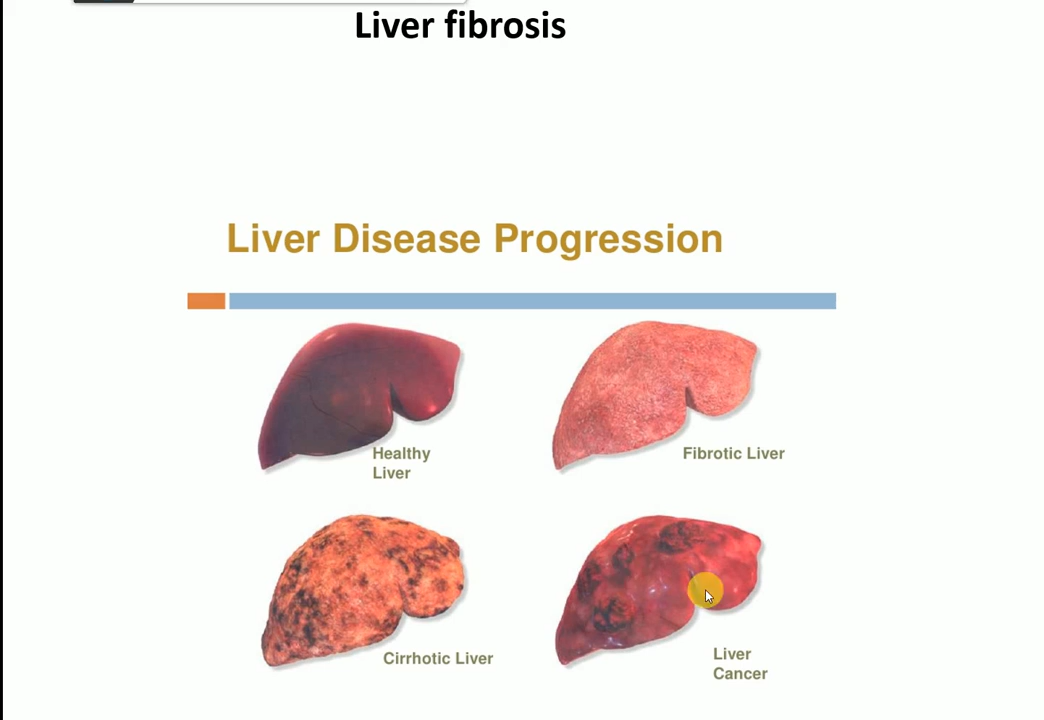 Liver fibrosis
Liver Disease Progression
Healthy
Liver
Fibrotic Liver
Cirrhotic Liver
Liver
Cancer